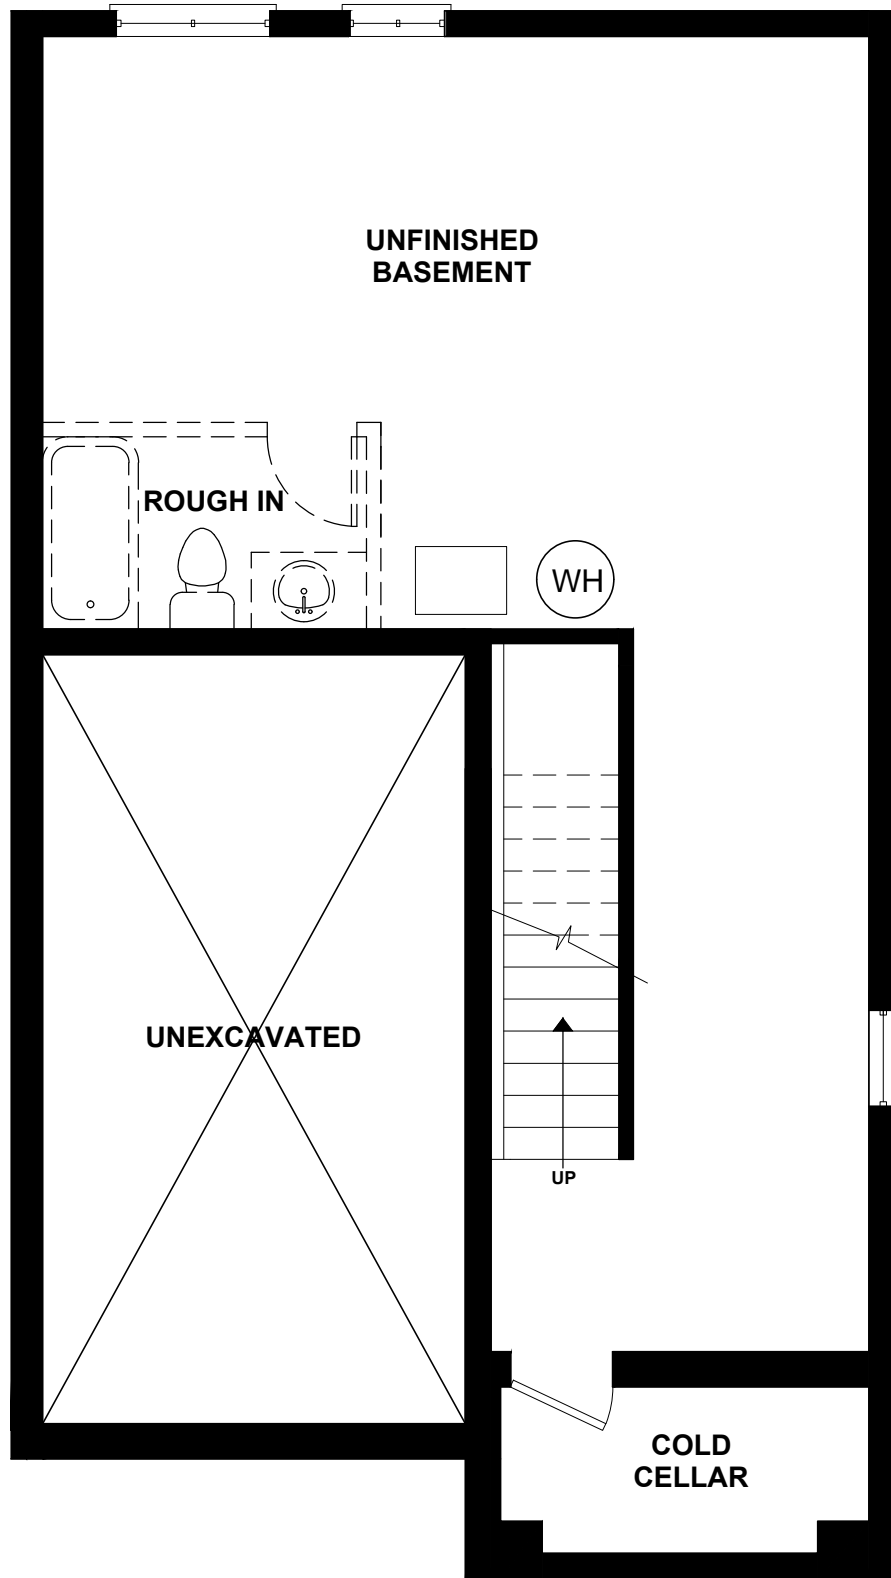 UNFINISHED
BASEMENT
ROUGH IN
WH
UNEXCAVATED
UP
COLD
CELLAR